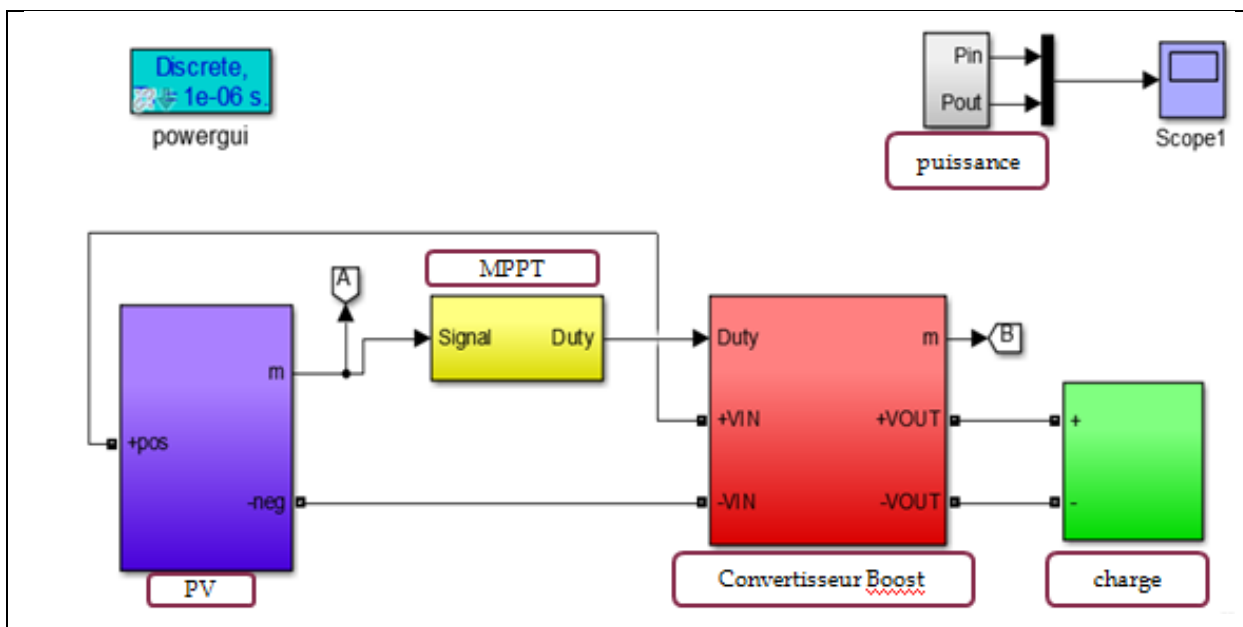 Discrete,
= 1e-06 s.
powergui
Pin
Pout
puissance
Scope1
MPPT
A
Signal
Duty
m
+pos
-neg
PV
Duty
m
B
+VIN
+VOUT
-VIN
-VOUT
Convertisseur Boost
+
-
charge